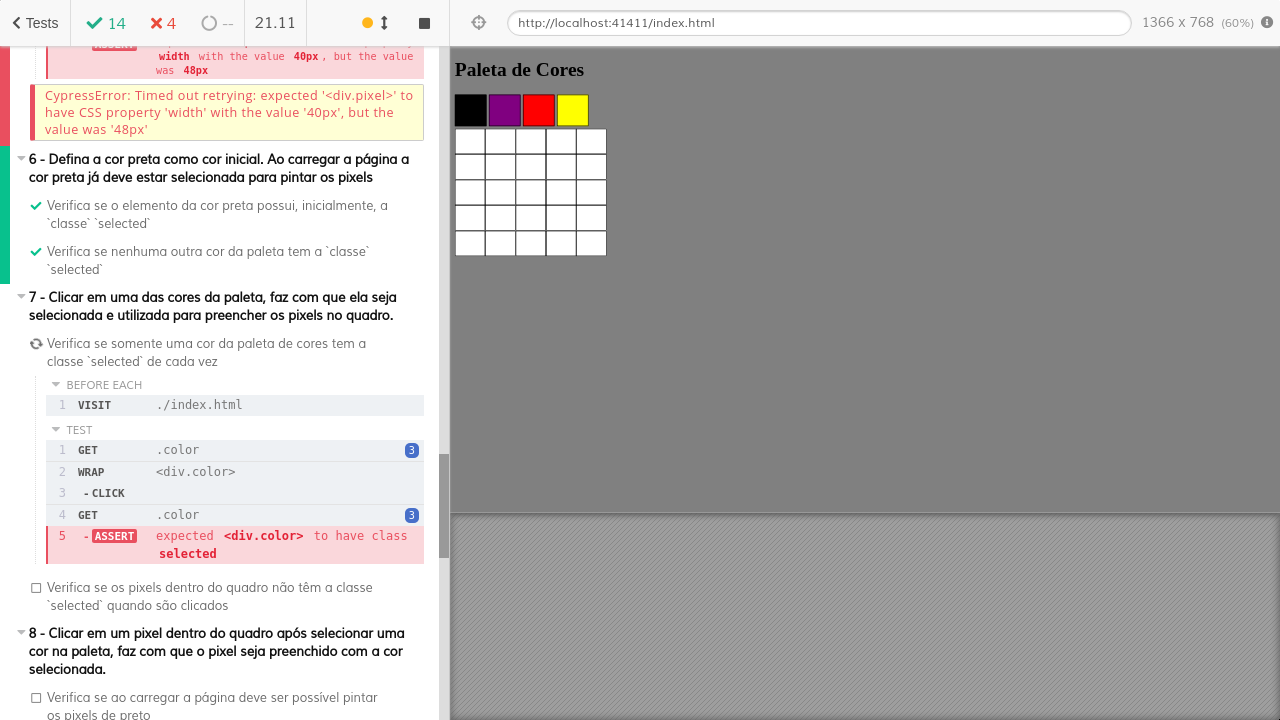 Tests 14 4 -- 21.11 http://localhost:41411/index.html 1366 x 768 (60%)
ASSERT
width with the value 40px, but the value
was 48px
CypressError: Timed out retrying: expected '<div.pixel>' to
have CSS property 'width' with the value '40px', but the
value was '48px'
6 - Defina a cor preta como cor inicial. Ao carregar a página a
cor preta já deve estar selecionada para pintar os pixels
Verifica se o elemento da cor preta possui, inicialmente, a
`classe` `selected`
Verifica se nenhuma outra cor da paleta tem a `classe`
`selected`
7 - Clicar em uma das cores da paleta, faz com que ela seja
selecionada e utilizada para preencher os pixels no quadro.
Verifica se somente uma cor da paleta de cores tem a
classe `selected` de cada vez
BEFORE EACH
1 VISIT ./index.html
TEST
1 GET .color 3
2 WRAP <div.color>
3 -CLICK
4 GET .color 3
5 -ASSERT expected <div.color> to have class
selected
Verifica se os pixels dentro do quadro não têm a classe
`selected` quando são clicados
8 - Clicar em um pixel dentro do quadro após selecionar uma
cor na paleta, faz com que o pixel seja preenchido com a cor
selecionada.
Verifica se ao carregar a página deve ser possível pintar
os pixels de preto
Paleta de Cores